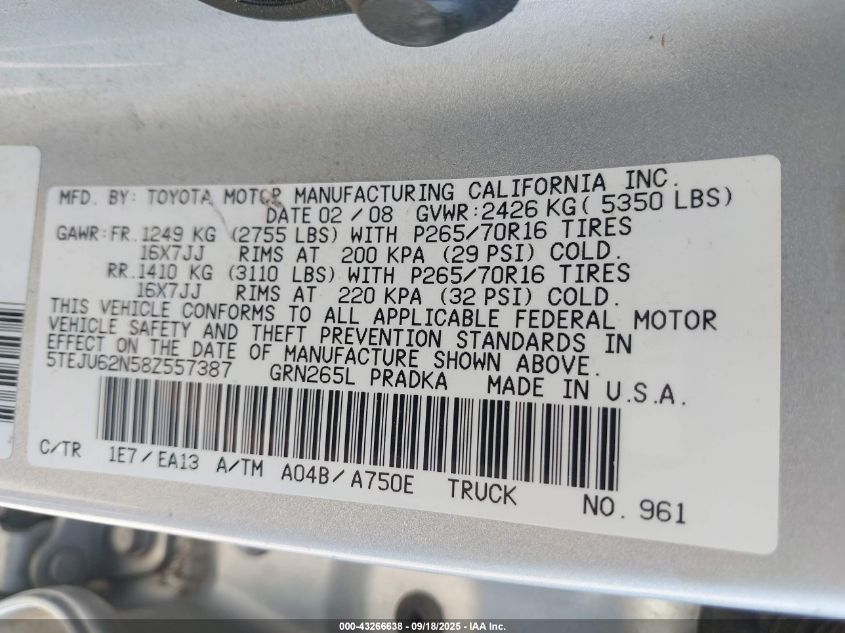 MFD. BY: TOYOTA MOTOR MANUFACTURING CALIFORNIA INC.
DATE 02 / 08 GVWR: 2426 KG( 5350 LBS)
GAWR: FR. 1249 KG (2755 LBS) WITH P265/70R16 TIRES
16X7JJ RIMS AT 200 KPA (29 PSI) COLD.
RR. 1410 KG (3110 LBS) WITH P265/70R16 TIRES
16X7JJ RIMS AT 220 KPA (32 PSI) COLD.
THIS VEHICLE CONFORMS TO ALL APPLICABLE FEDERAL MOTOR
VEHICLE SAFETY AND THEFT PREVENTION STANDARDS IN
EFFECT ON THE DATE OF MANUFACTURE SHOWN ABOVE.
5TEJU62N58Z557387 GRN265L PRADKA MADE IN U.S.A.
C/TR 1E7 / EA13 A/TM A04B / A750E TRUCK NO. 961
000-43266638 - 09/18/2025 - IAA Inc.